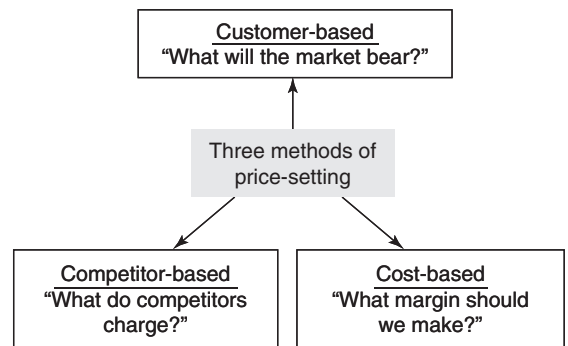 Customer-based
“What will the market bear?”
Three methods of
price-setting
Competitor-based
“What do competitors
charge?”
Cost-based
“What margin should
we make?”